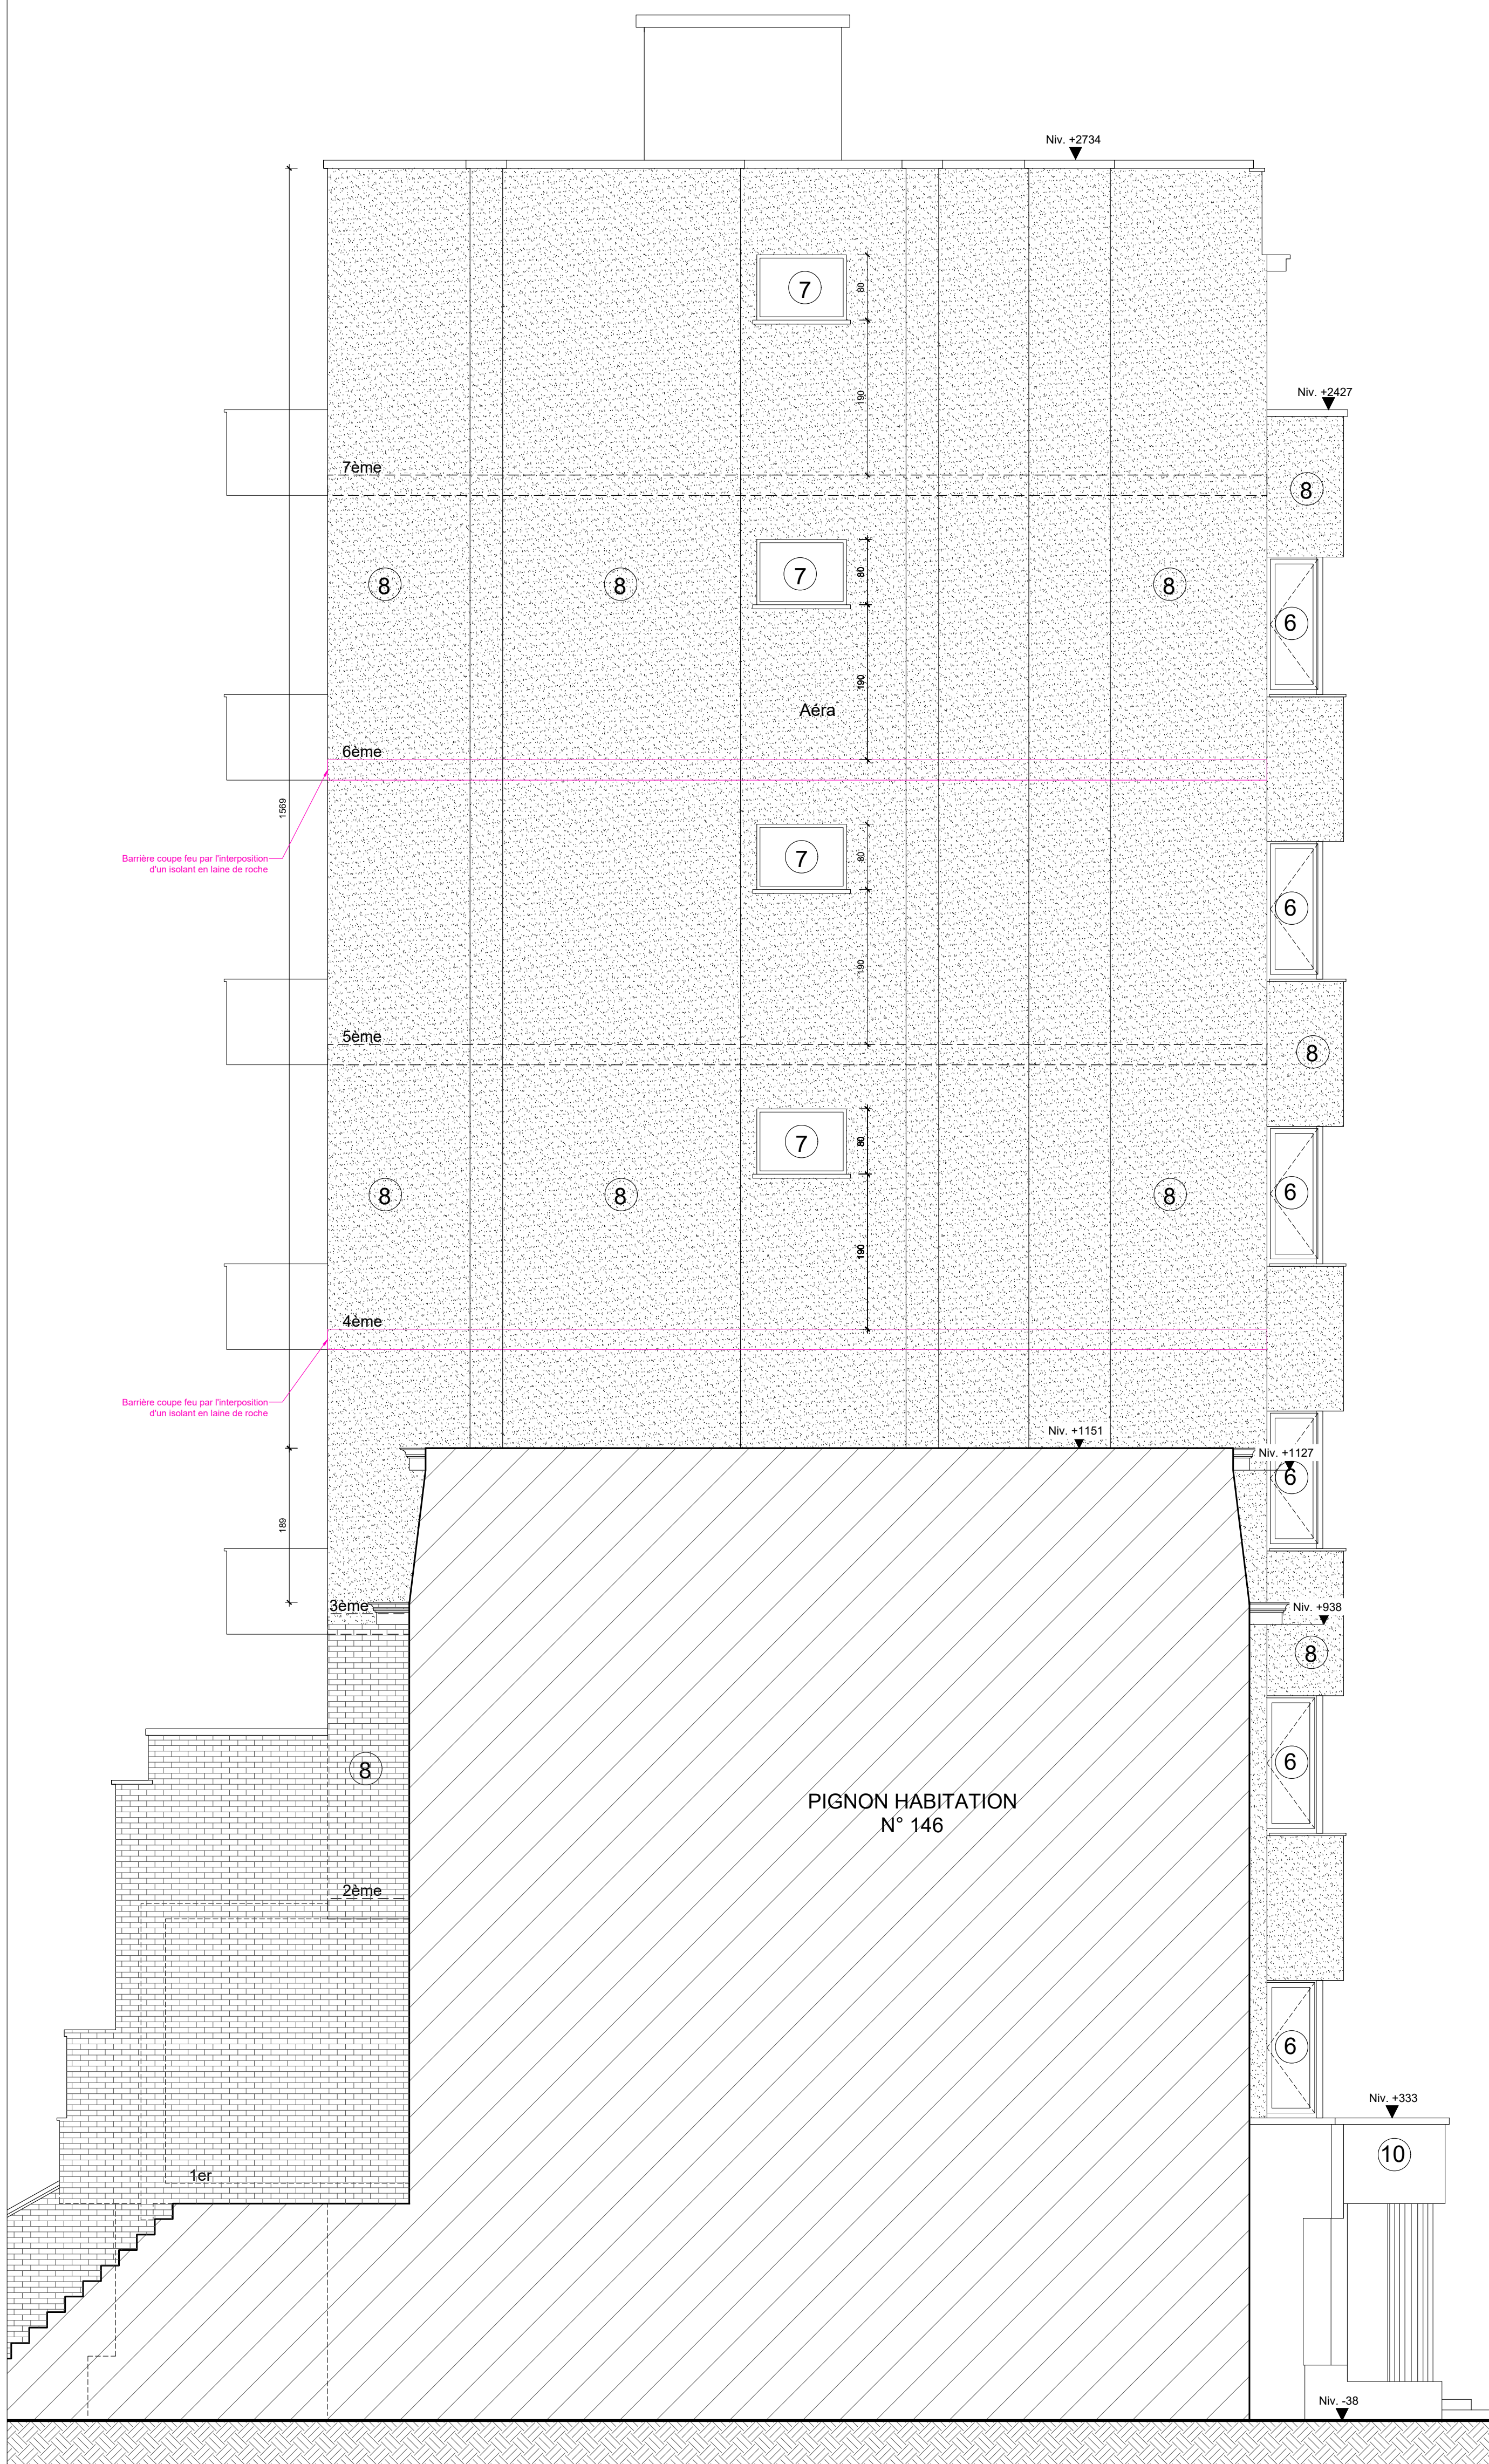 Niv. +2734
7
80
190
Niv. +2427
7ème
8
7
80
8
8
8
6
190
Aéra
6ème
1569
7
80
Barrière coupe feu par l'interposition
d'un isolant en laine de roche
6
190
5ème
8
7
80
8
8
8
6
190
4ème
Barrière coupe feu par l'interposition
d'un isolant en laine de roche
Niv. +1151
Niv. +1127
6
189
3ème
Niv. +938
8
8
6
PIGNON HABITATION
N° 146
2ème
6
Niv. +333
10
1er
Niv. -38